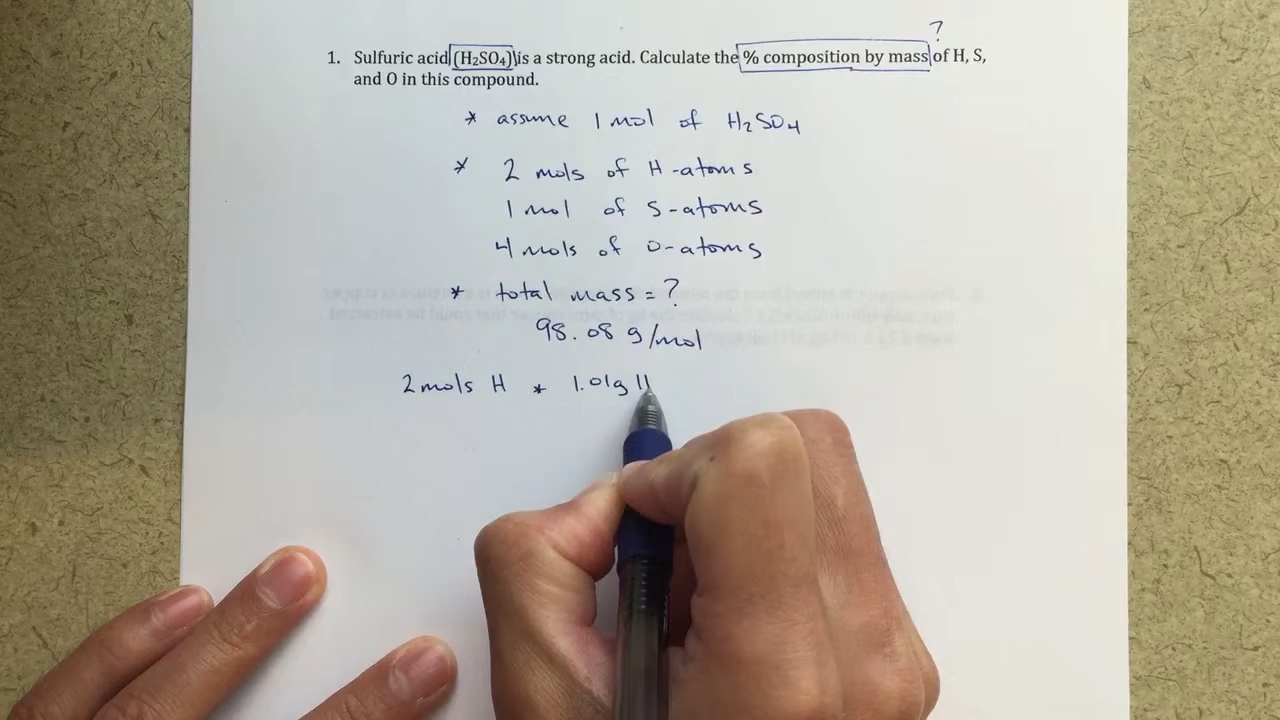 ?
1. Sulfuric acid (H₂SO₄) is a strong acid. Calculate the % composition by mass of H, S,
and O in this compound.
* assume 1 mol of H₂SO₄
* 2 mols of H-atoms
1 mol of S-atoms
4 mols of O-atoms
* total mass = ?
98.08 g/mol
2 mols H * 1.01g H